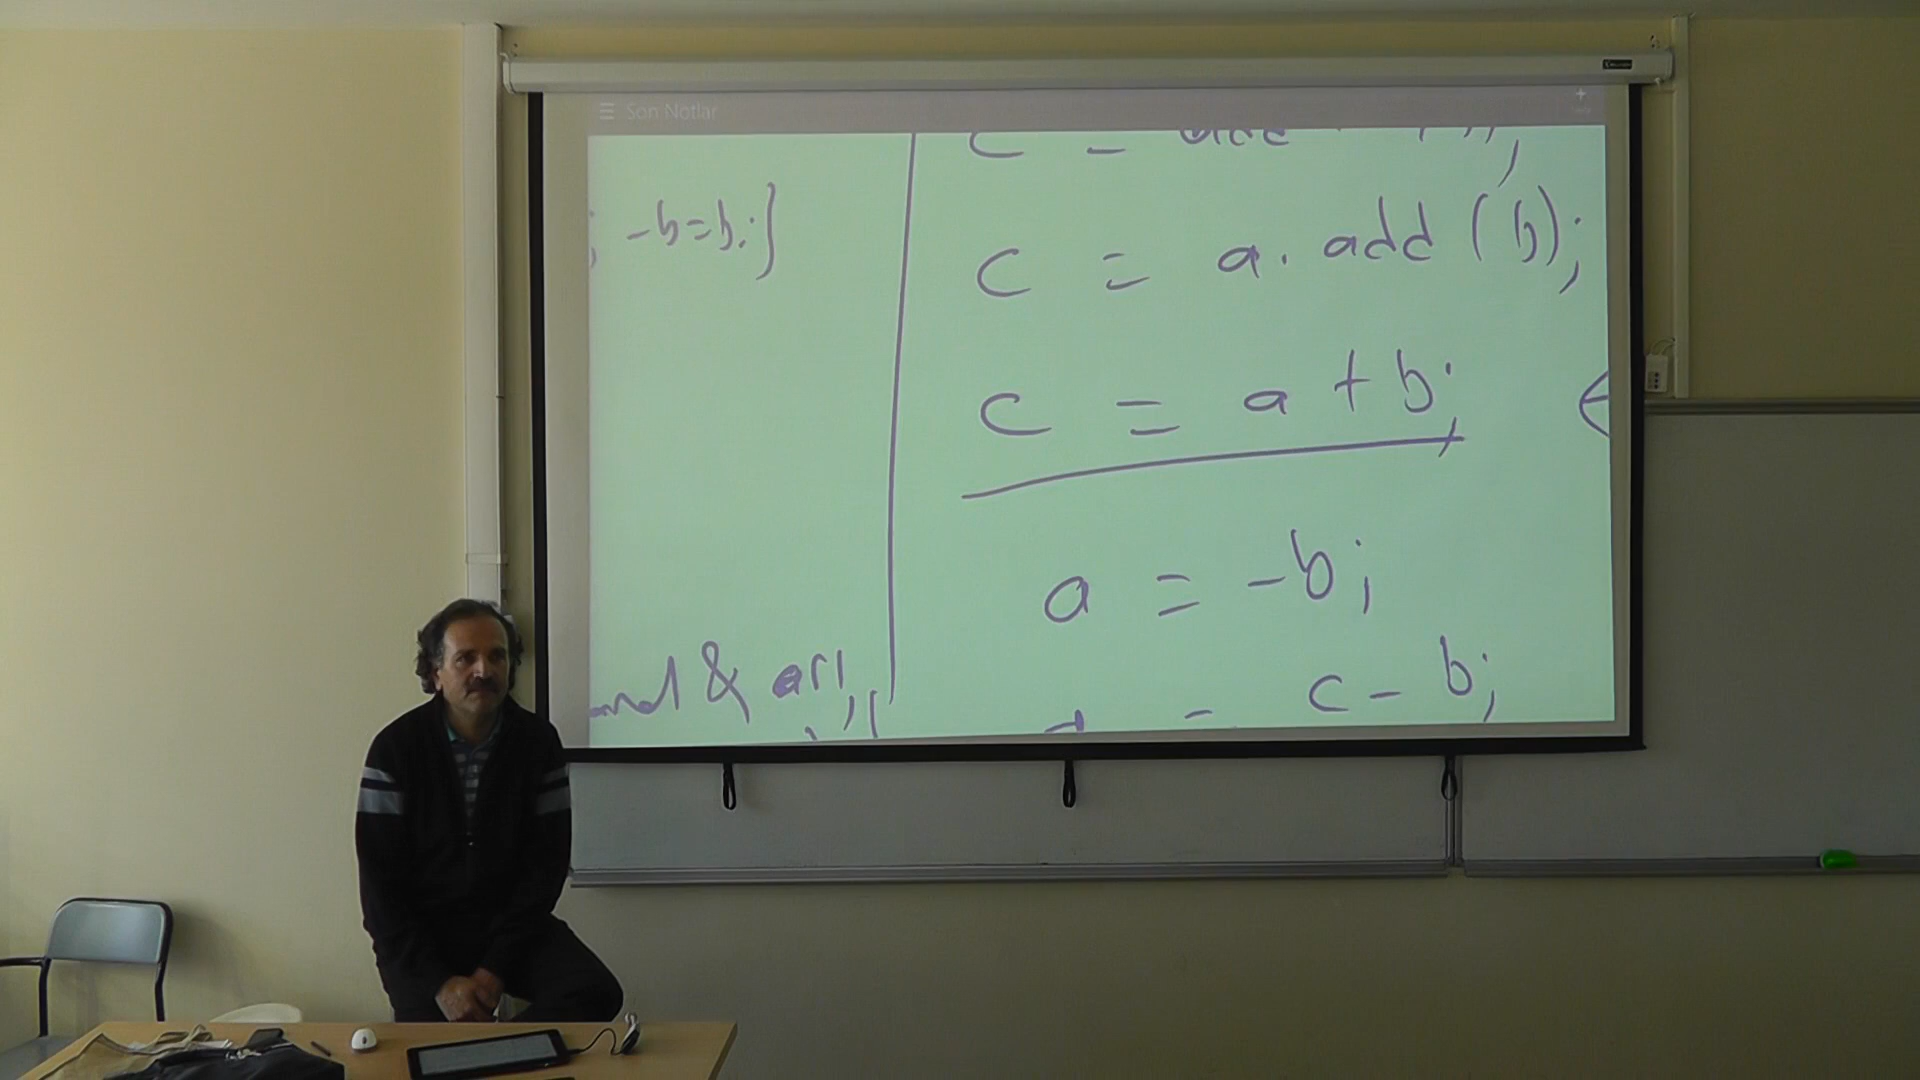 Son Notlar
-b=b;}
c = a. add (b);
c = a + b;
a = -b;
c - b;